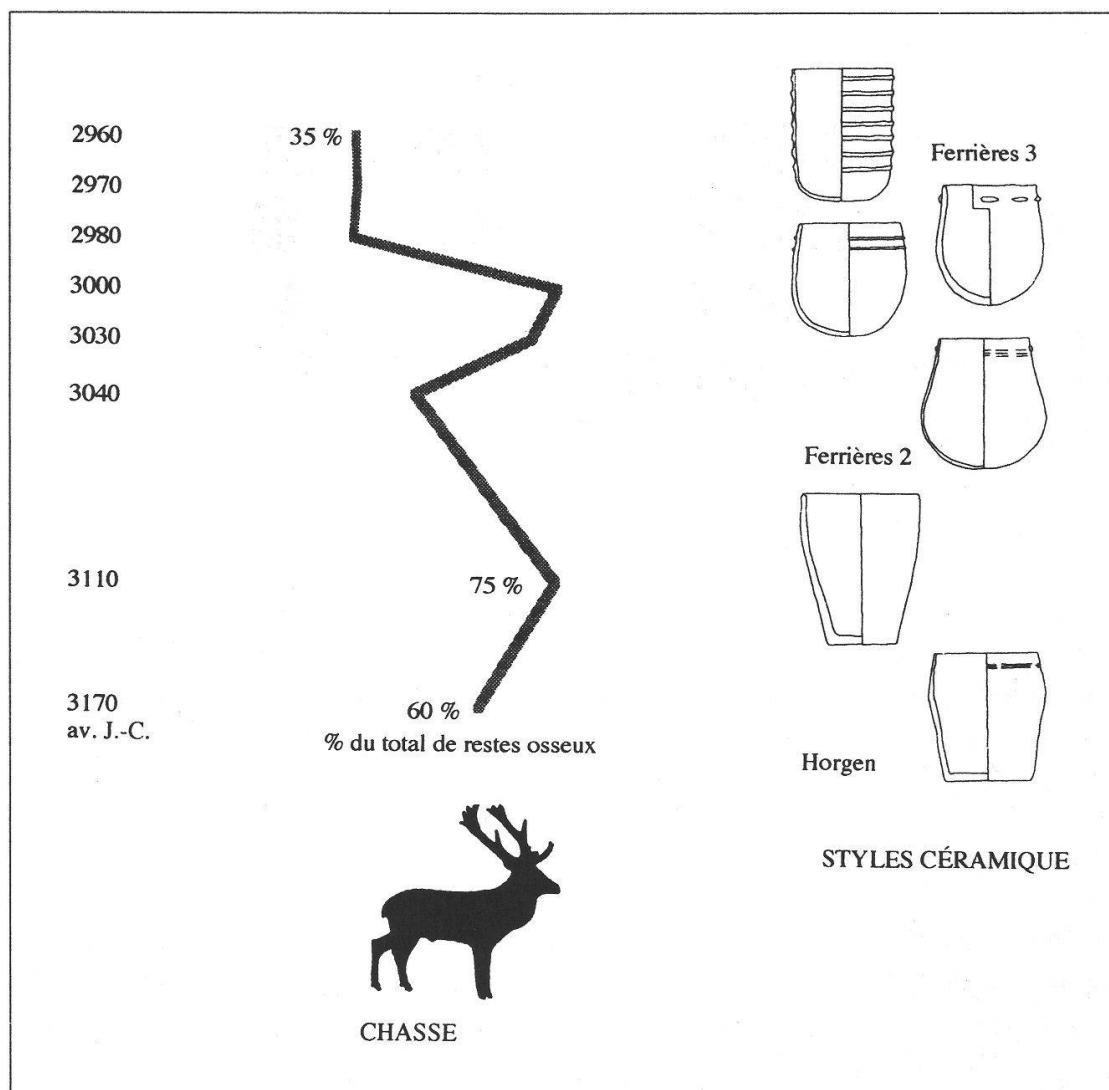 2960
35 %
2970
2980
3000
3030
3040
3110
75 %
3170
av. J.-C.
60 %
% du total de restes osseux
CHASSE
Ferrières 3
Ferrières 2
Horgen
STYLES CÉRAMIQUE